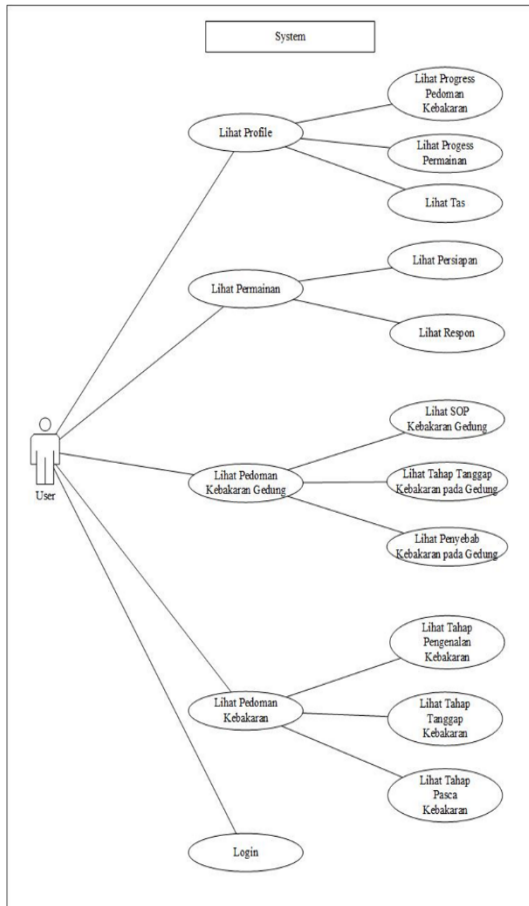 System
Lihat Progress
Pedoman
Kebakaran
Lihat Profile
Lihat Progess
Permainan
Lihat Tas
Lihat Persiapan
Lihat Permainan
Lihat Respon
Lihat SOP
Kebakaran Gedung
Lihat Pedoman
Kebakaran Gedung
Lihat Tahap Tanggap
Kebakaran pada Gedung
User
Lihat Penyebab
Kebakaran pada Gedung
Lihat Tahap
Pengenalan
Kebakaran
Lihat Pedoman
Kebakaran
Lihat Tahap
Tanggap
Kebakaran
Lihat Tahap
Pasca
Kebakaran
Login